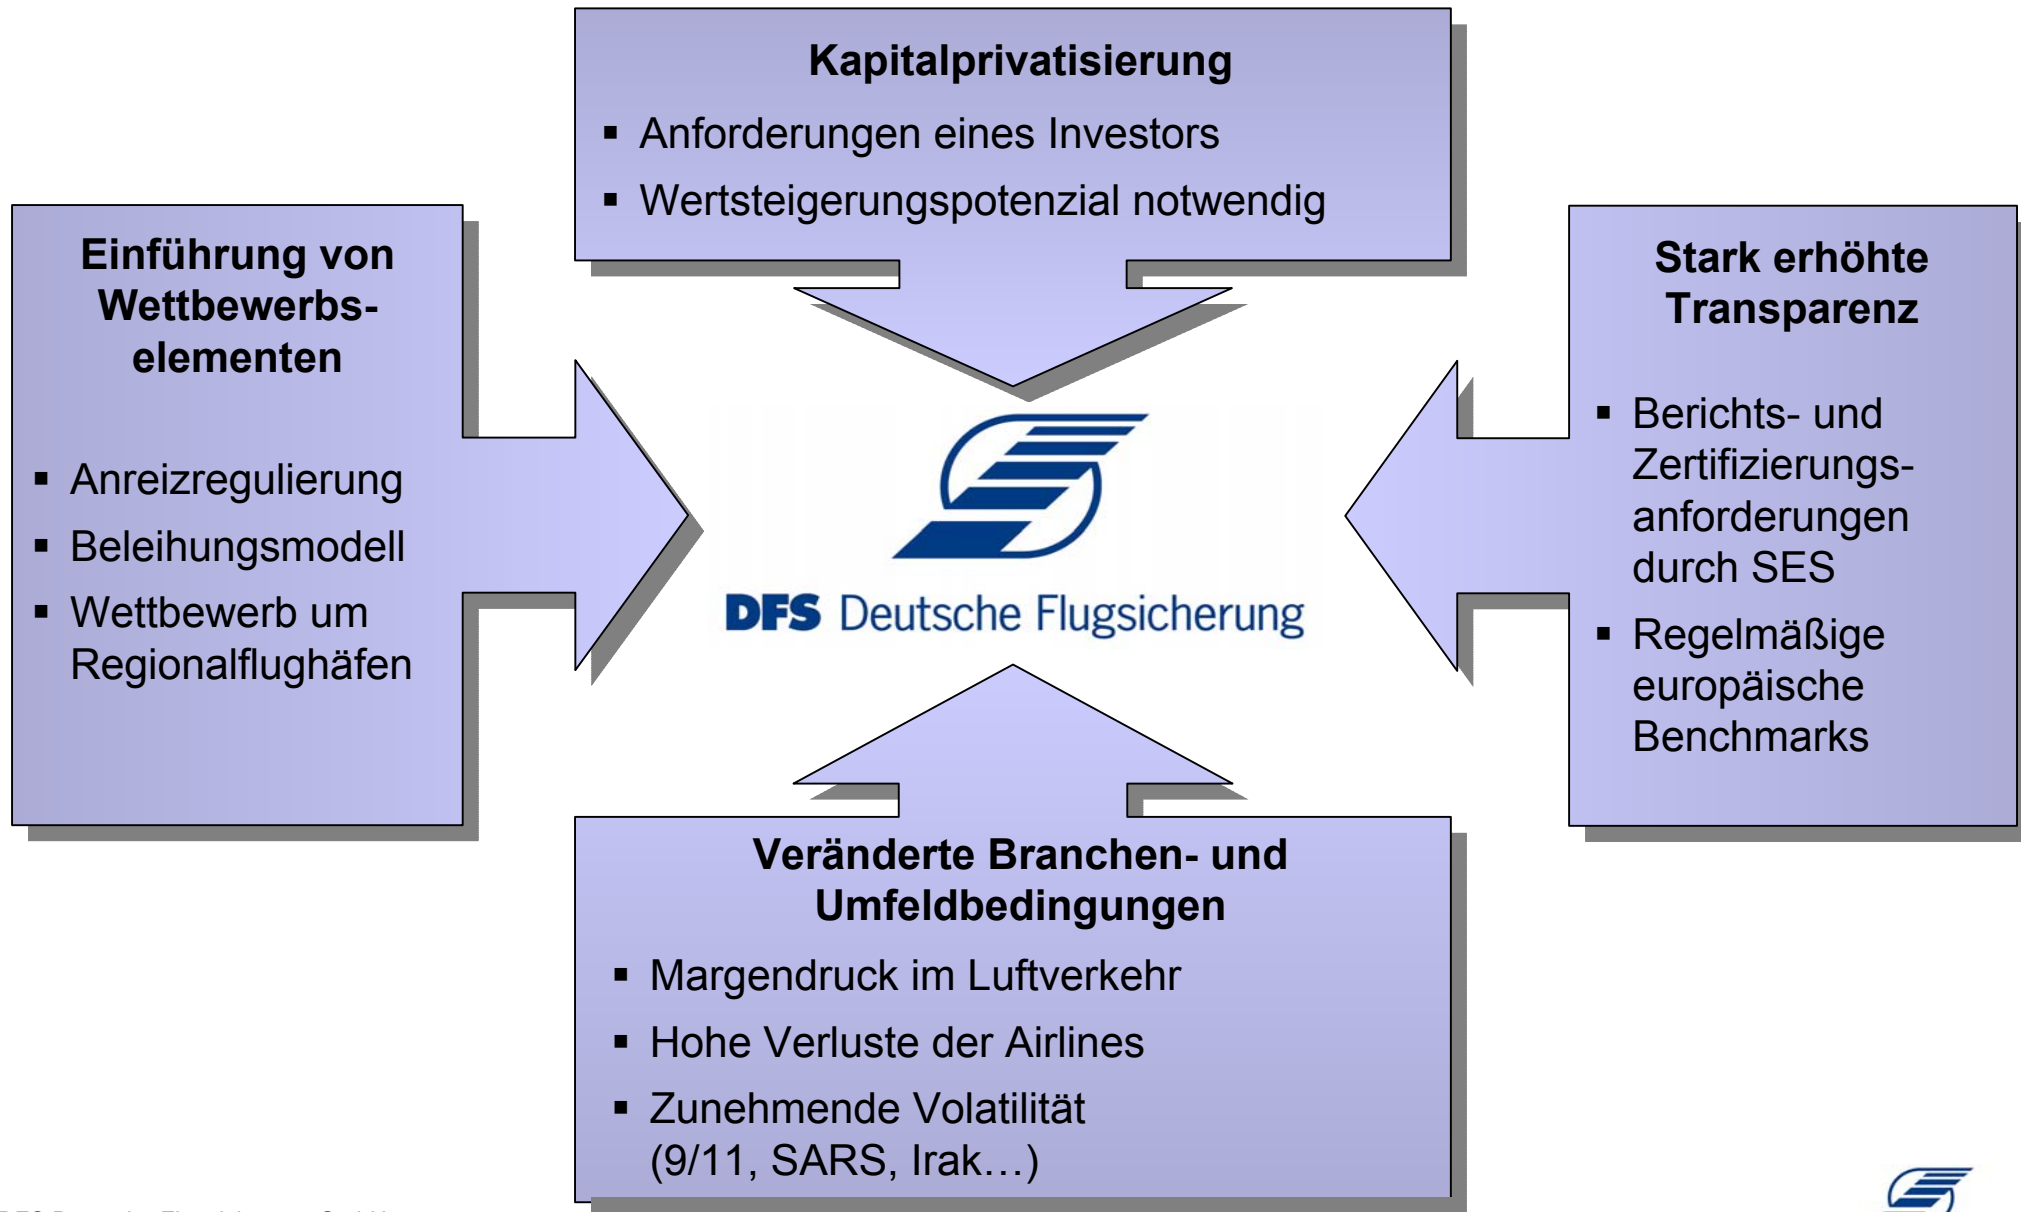 Kapitalprivatisierung
▪ Anforderungen eines Investors
▪ Wertsteigerungspotenzial notwendig
Einführung von
Wettbewerbs-
elementen
▪ Anreizregulierung
▪ Beleihungsmodell
▪ Wettbewerb um
Regionalflughäfen
Stark erhöhte
Transparenz
▪ Berichts- und
Zertifizierungs-
anforderungen
durch SES
▪ Regelmäßige
europäische
Benchmarks
DFS Deutsche Flugsicherung
Veränderte Branchen- und
Umfeldbedingungen
▪ Margendruck im Luftverkehr
▪ Hohe Verluste der Airlines
▪ Zunehmende Volatilität
(9/11, SARS, Irak…)